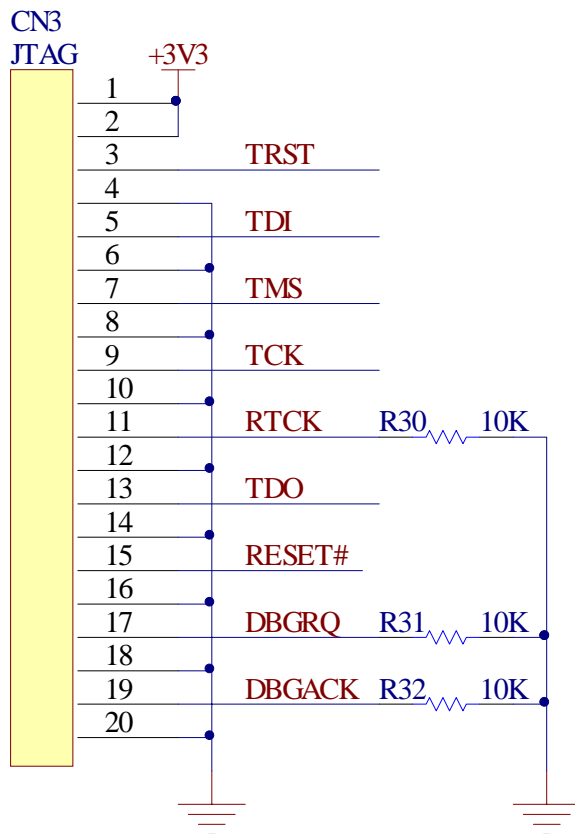 CN3
JTAG
+3V3
1
2
3 TRST
4
5 TDI
6
7 TMS
8
9 TCK
10
11 RTCK R30 10K
12
13 TDO
14
15 RESET#
16
17 DBGRQ R31 10K
18
19 DBGACK R32 10K
20